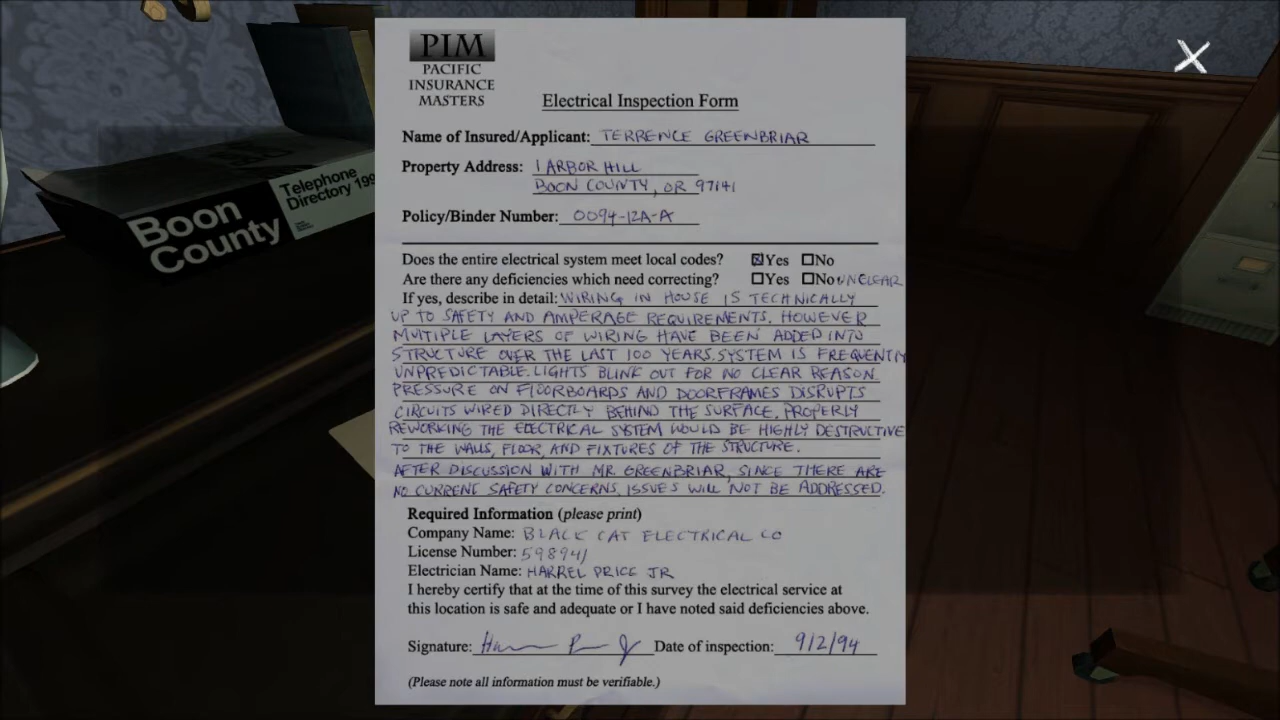 PIM
PACIFIC
INSURANCE
MASTERS
Electrical Inspection Form
Name of Insured/Applicant: TERRENCE GREENBRIAR
Property Address: 1 ARBOR HILL
BOON COUNTY, OR 97141
Policy/Binder Number: 0094-12A-A
Does the entire electrical system meet local codes? ☒Yes ☐No
Are there any deficiencies which need correcting? ☐Yes ☐No UNCLEAR
If yes, describe in detail: WIRING IN HOUSE IS TECHNICALLY
UP TO SAFETY AND AMPERAGE REQUIREMENTS. HOWEVER
MULTIPLE LAYERS OF WIRING HAVE BEEN ADDED INTO
STRUCTURE OVER THE LAST 100 YEARS. SYSTEM IS FREQUENTLY
UNPREDICTABLE. LIGHTS BLINK OUT FOR NO CLEAR REASON.
PRESSURE ON FLOORBOARDS AND DOORFRAMES DISRUPTS
CIRCUITS WIRED DIRECTLY BEHIND THE SURFACE. PROPERLY
REWORKING THE ELECTRICAL SYSTEM WOULD BE HIGHLY DESTRUCTIVE
TO THE WALLS, FLOOR, AND FIXTURES OF THE STRUCTURE.
AFTER DISCUSSION WITH MR. GREENBRIAR, SINCE THERE ARE
NO CURRENT SAFETY CONCERNS, ISSUES WILL NOT BE ADDRESSED.
Required Information (please print)
Company Name: BLACK CAT ELECTRICAL CO
License Number: 598941
Electrician Name: HARREL PRICE JR
I hereby certify that at the time of this survey the electrical service at
this location is safe and adequate or I have noted said deficiencies above.
Signature: Date of inspection: 9/2/94
(Please note all information must be verifiable.)
Boon
County
Telephone
Directory 199